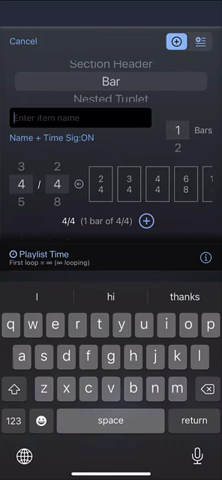 Cancel
Section Header
Bar
Nested Tuplet
Enter item name
1 Bars
2
Name + Time Sig:ON
3 2
4 / 4
5 8
2 3 4 6
4 4 4 8
4/4 (1 bar of 4/4)
Playlist Time
First loop = ∞ (∞ looping)
I hi thanks
q w e r t y u i o p
a s d f g h j k l
z x c v b n m
123 space return